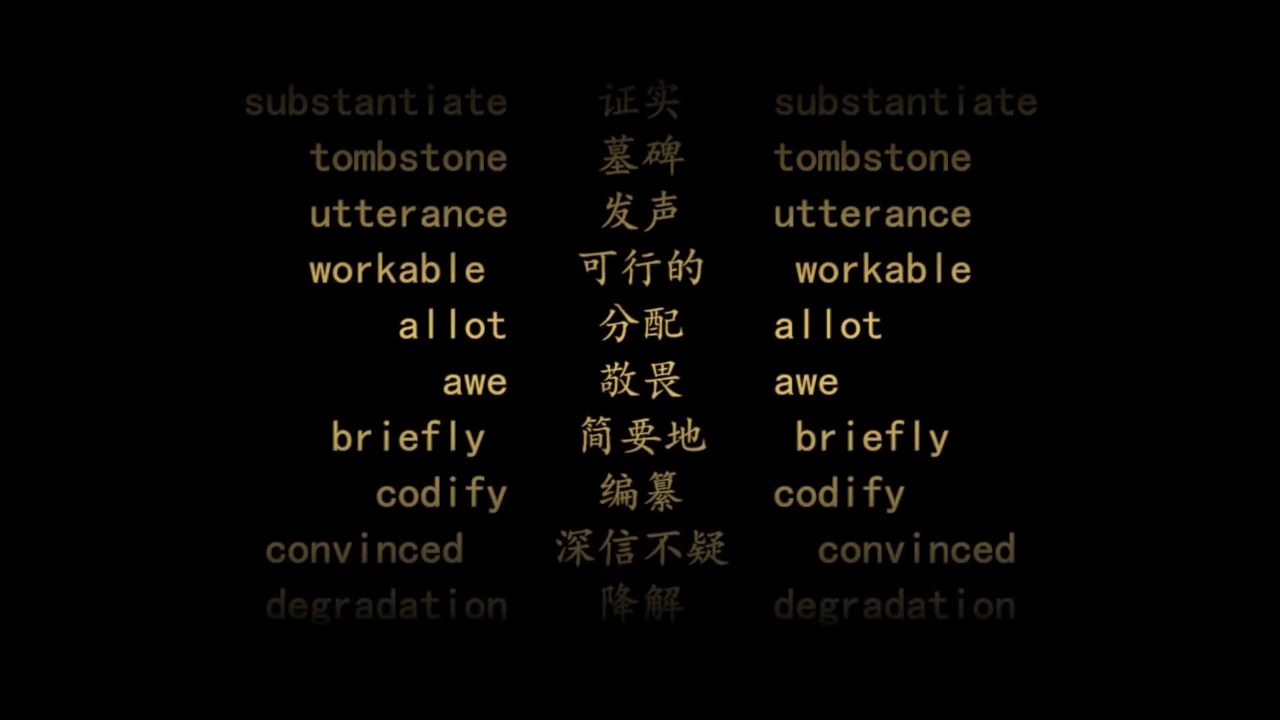 substantiate 证实 substantiate
tombstone 墓碑 tombstone
utterance 发声 utterance
workable 可行的 workable
allot 分配 allot
awe 敬畏 awe
briefly 简要地 briefly
codify 编纂 codify
convinced 深信不疑 convinced
degradation 降解 degradation